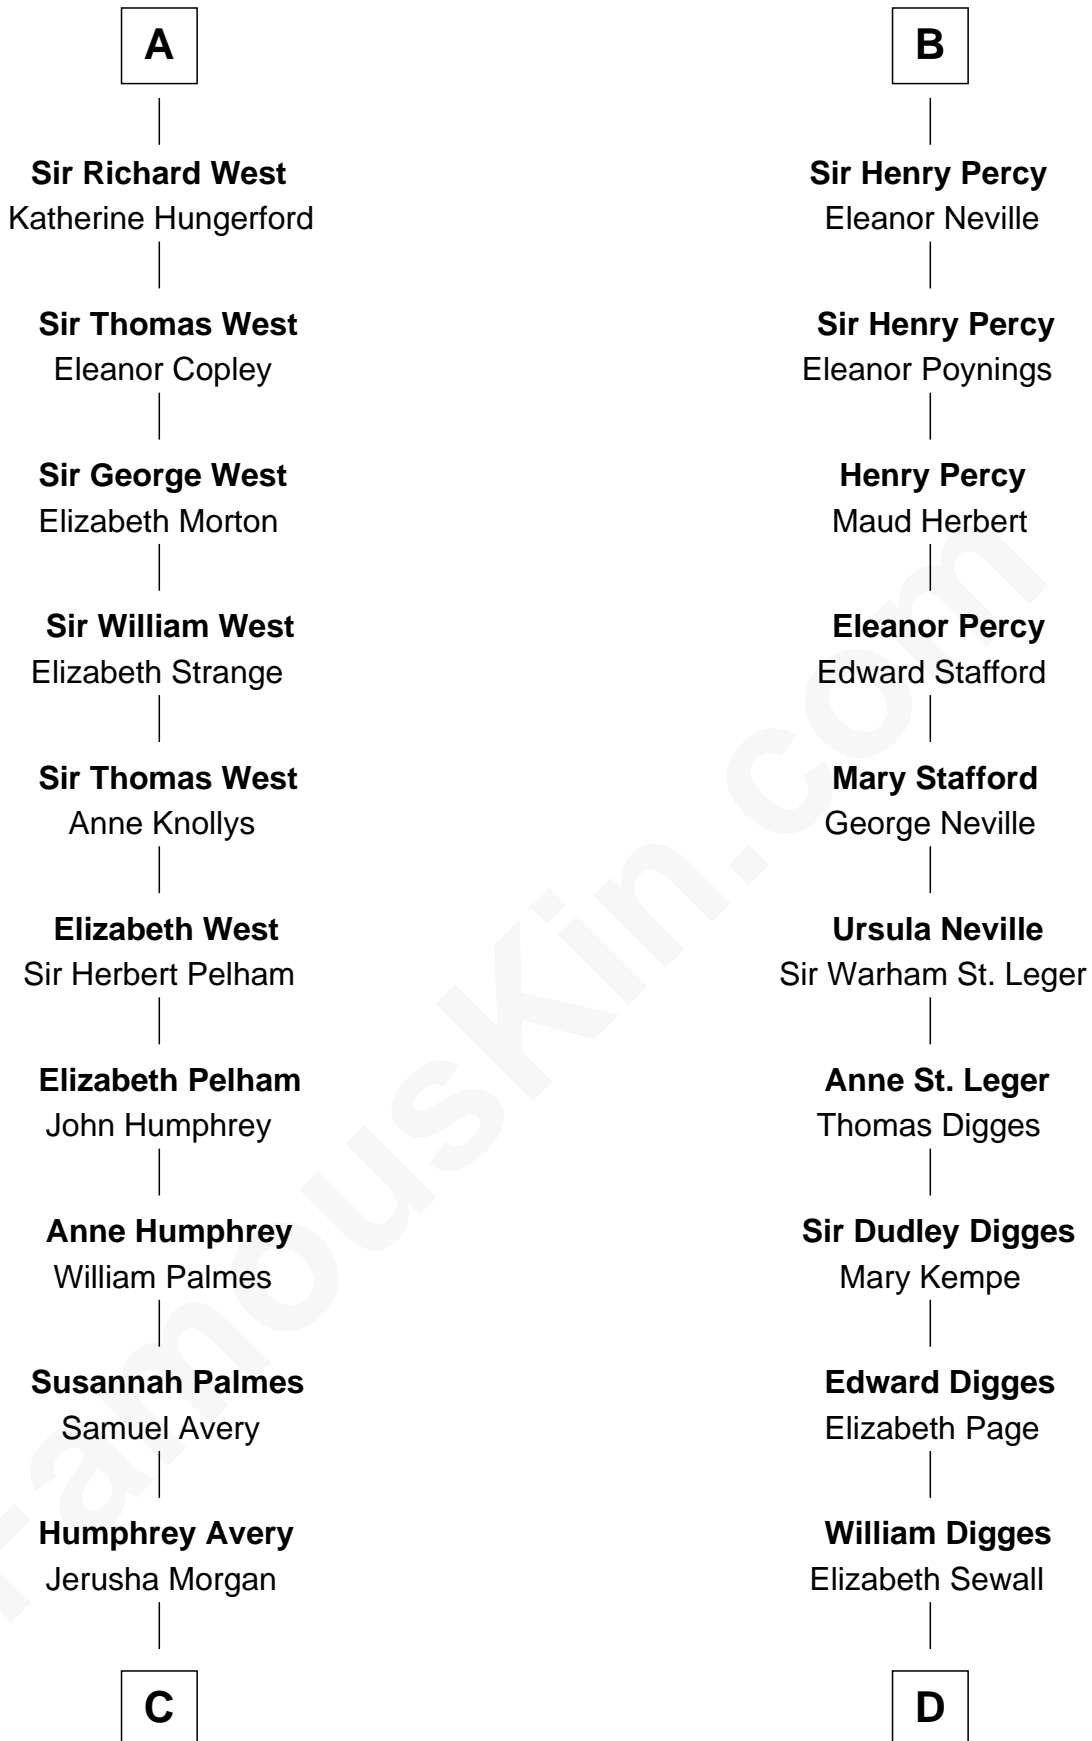 A
Sir Richard West
Katherine Hungerford
Sir Thomas West
Eleanor Copley
Sir George West
Elizabeth Morton
Sir William West
Elizabeth Strange
Sir Thomas West
Anne Knollys
Elizabeth West
Sir Herbert Pelham
Elizabeth Pelham
John Humphrey
Anne Humphrey
William Palmes
Susannah Palmes
Samuel Avery
Humphrey Avery
Jerusha Morgan
C
B
Sir Henry Percy
Eleanor Neville
Sir Henry Percy
Eleanor Poynings
Henry Percy
Maud Herbert
Eleanor Percy
Edward Stafford
Mary Stafford
George Neville
Ursula Neville
Sir Warham St. Leger
Anne St. Leger
Thomas Digges
Sir Dudley Digges
Mary Kempe
Edward Digges
Elizabeth Page
William Digges
Elizabeth Sewall
D
FamousKin.com